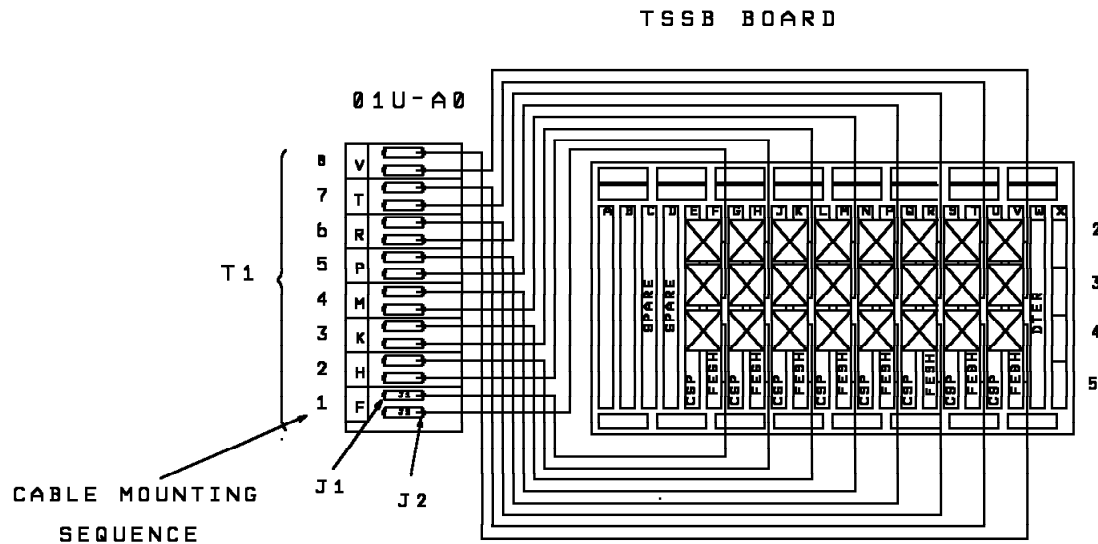 TSSB BOARD
01U-A0
8 V
7 T
6 R
5 P
4 M
3 K
2 H
1 F
T1
J1
J2
J1
J2
CABLE MOUNTING
SEQUENCE
A B C D E F G H J K L M N P Q R S T U V W X
SPARE
SPARE
DTER
2
3
4
5
CSP FESH CSP FESH CSP FESH CSP FESH CSP FESH CSP FESH CSP FESH CSP FESH